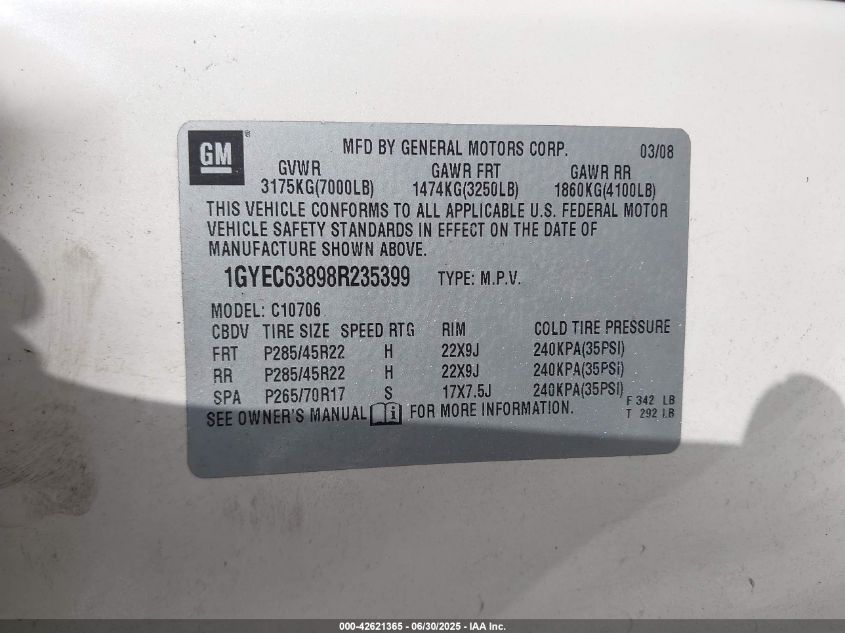 GM ®
MFD BY GENERAL MOTORS CORP. 03/08
GVWR GAWR FRT GAWR RR
3175KG(7000LB) 1474KG(3250LB) 1860KG(4100LB)
THIS VEHICLE CONFORMS TO ALL APPLICABLE U.S. FEDERAL MOTOR
VEHICLE SAFETY STANDARDS IN EFFECT ON THE DATE OF
MANUFACTURE SHOWN ABOVE.
1GYEC63898R235399 TYPE: M.P.V.
MODEL: C10706
CBDV TIRE SIZE SPEED RTG RIM COLD TIRE PRESSURE
FRT P285/45R22 H 22X9J 240KPA(35PSI)
RR P285/45R22 H 22X9J 240KPA(35PSI)
SPA P265/70R17 S 17X7.5J 240KPA(35PSI)
F 342 LB
SEE OWNER'S MANUAL i FOR MORE INFORMATION. T 292 LB
000-42621365 - 06/30/2025 - IAA Inc.